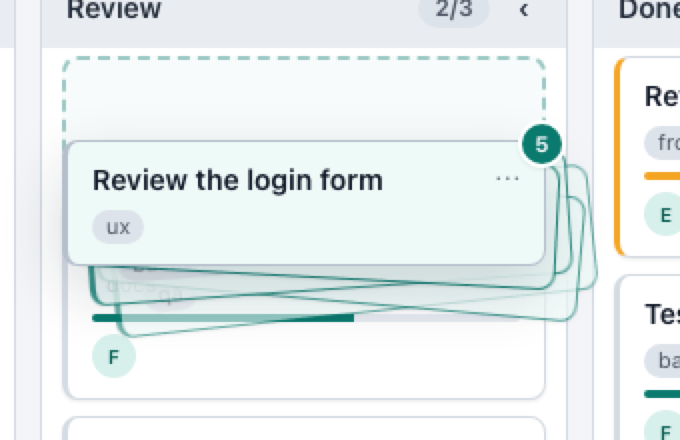 Review
2/3
Done
5
Review the login form
ux
F
Re
fro
E
Tes
ba
F